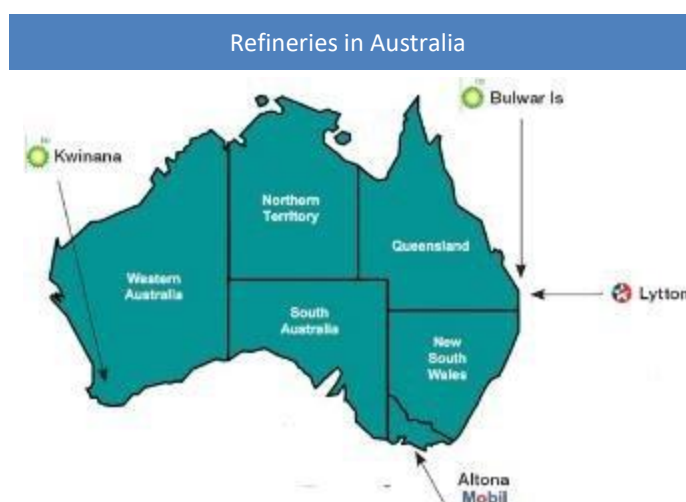 Refineries in Australia
Bulwar Is
Kwinana
Northern
Territory
Queensland
Western
Australia
Lytton
South
Australia
New
South
Wales
Altona
Mobil